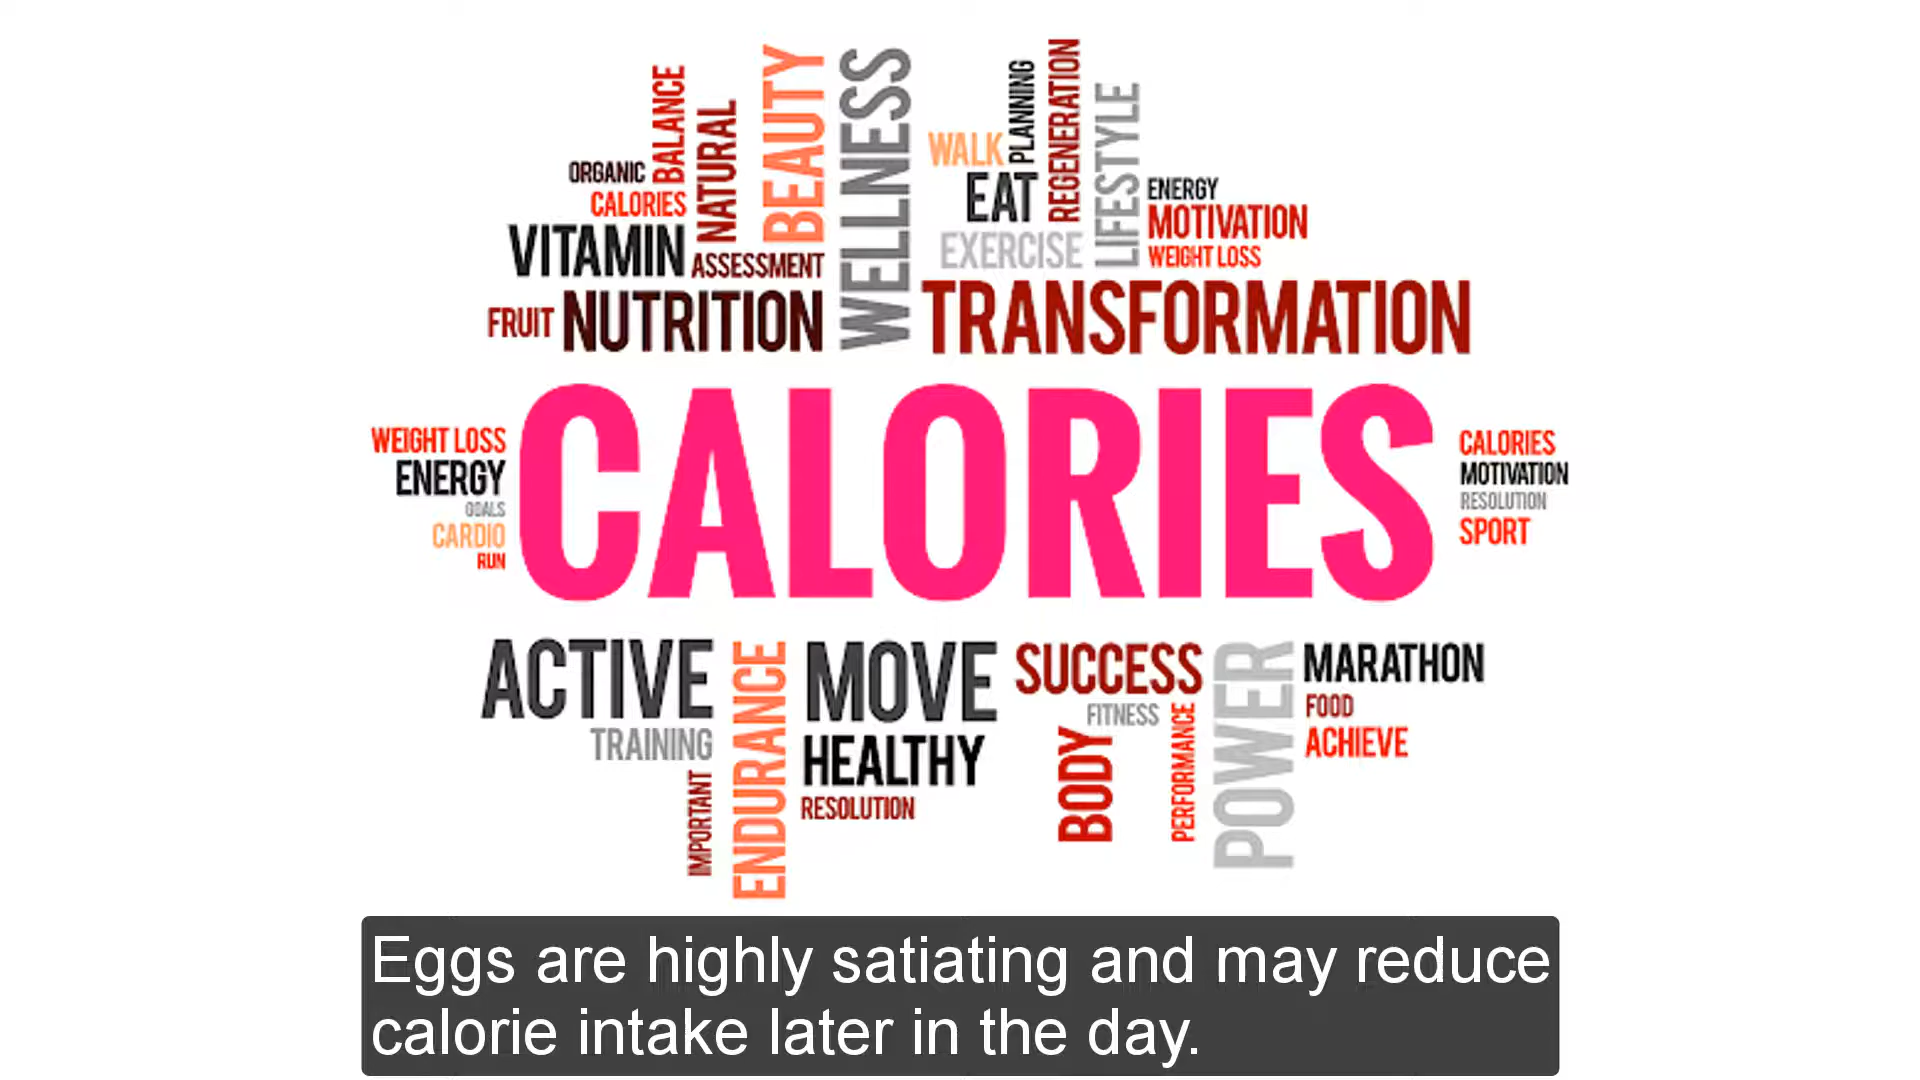 BALANCE
NATURAL
BEAUTY
WELLNESS
WALK
PLANNING
REGENERATION
LIFESTYLE
ORGANIC
CALORIES
EAT
ENERGY
MOTIVATION
VITAMIN
ASSESSMENT
EXERCISE
WEIGHT LOSS
FRUIT
NUTRITION
TRANSFORMATION
WEIGHT LOSS
ENERGY
GOALS
CARDIO
RUN
CALORIES
CALORIES
MOTIVATION
RESOLUTION
SPORT
ACTIVE
TRAINING
IMPORTANT
ENDURANCE
MOVE
HEALTHY
RESOLUTION
SUCCESS
FITNESS
BODY
PERFORMANCE
POWER
MARATHON
FOOD
ACHIEVE
Eggs are highly satiating and may reduce
calorie intake later in the day.